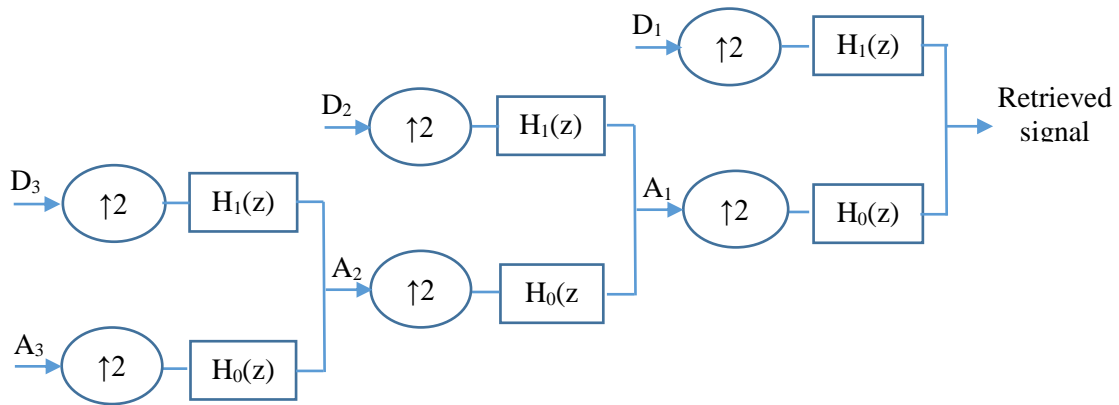 D₁
↑2
H₁(z)
D₂
↑2
H₁(z)
Retrieved
signal
D₃
↑2
H₁(z)
A₁
↑2
H₀(z)
A₂
↑2
H₀(z
A₃
↑2
H₀(z)